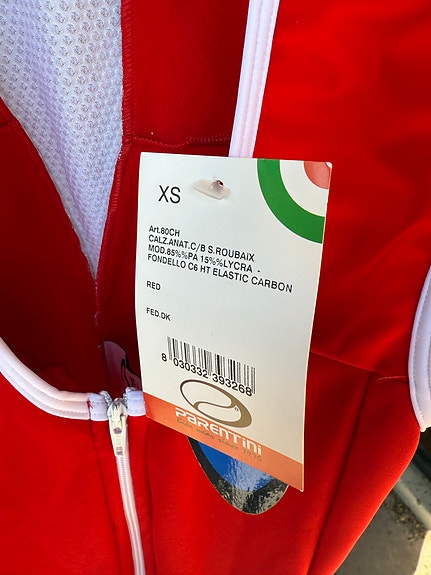 XS
Art.80CH
CALZ.ANAT.C/B S.ROUBAIX
MOD.85%%PA 15%%LYCRA -
FONDELLO C6 HT ELASTIC CARBON
RED
FED.DK
8 030332 393268
PARENTINI